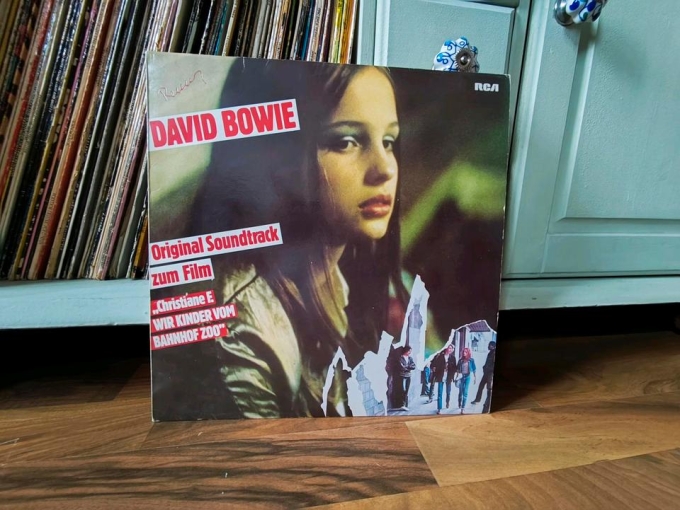 RCA
DAVID BOWIE
Original Soundtrack
zum Film
„Christiane F.
WIR KINDER VOM
BAHNHOF ZOO"